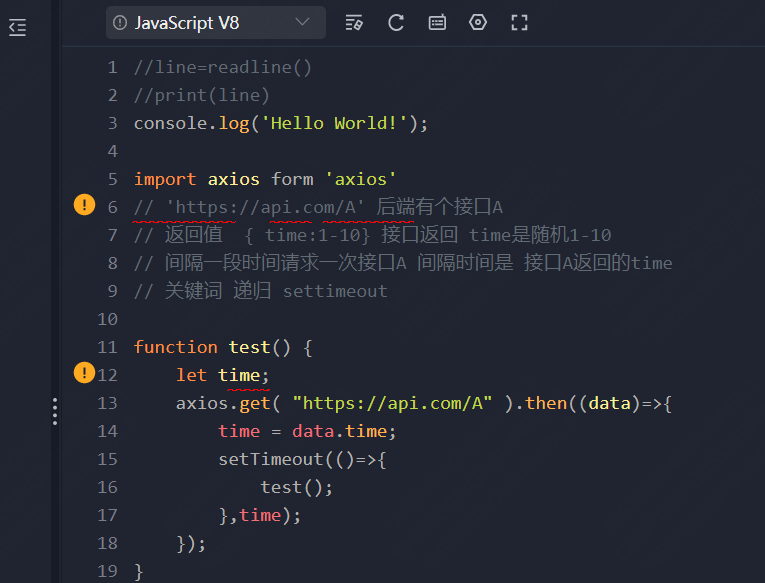 JavaScript V8
1 //line=readline()
2 //print(line)
3 console.log('Hello World!');
4
5 import axios form 'axios'
6 // 'https://api.com/A' 后端有个接口A
7 // 返回值  { time:1-10} 接口返回 time是随机1-10
8 // 间隔一段时间请求一次接口A 间隔时间是 接口A返回的time
9 // 关键词 递归 settimeout
10
11 function test() {
12     let time;
13     axios.get( "https://api.com/A" ).then((data)=>{
14         time = data.time;
15         setTimeout(()=>{
16             test();
17         },time);
18     });
19 }